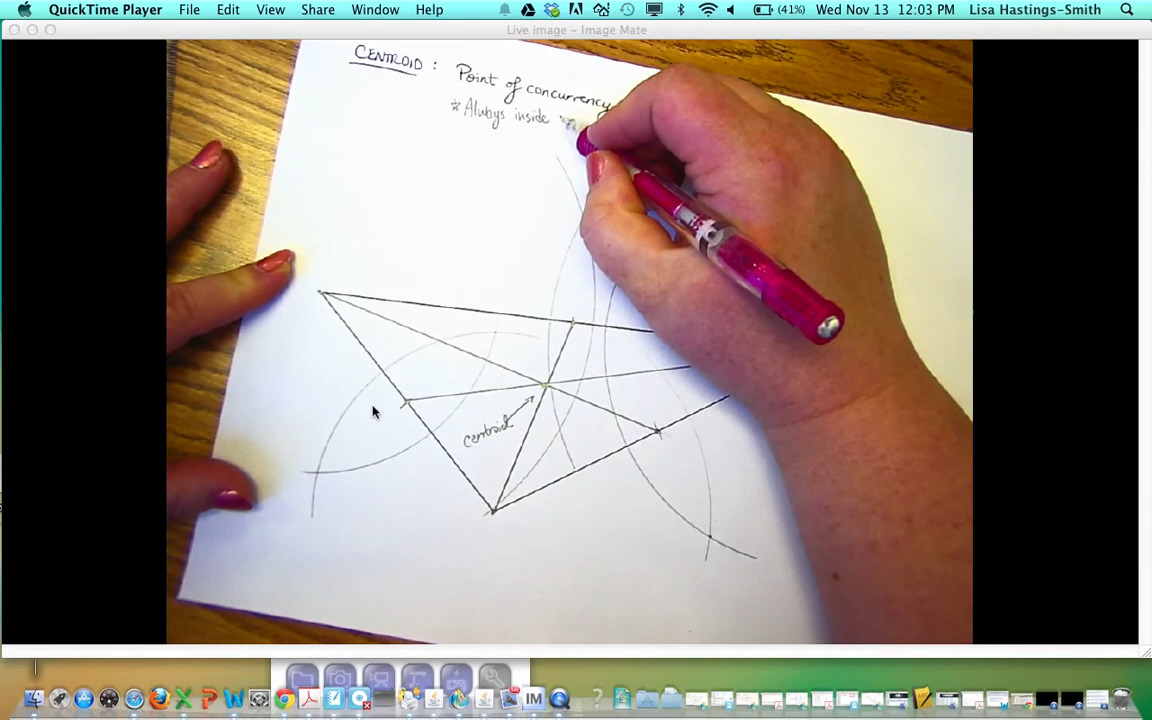 QuickTime Player File Edit View Share Window Help (41%) Wed Nov 13 12:03 PM Lisa Hastings-Smith
Live image - Image Mate
CENTROID : Point of concurrency
*Always inside
centroid
IM